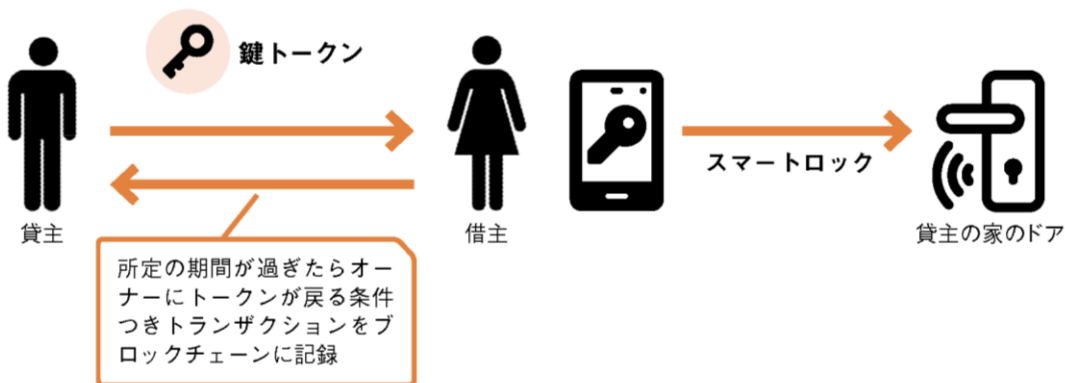 鍵トークン
スマートロック
貸主
借主
貸主の家のドア
所定の期間が過ぎたらオー
ナーにトークンが戻る条件
つきトランザクションをブ
ロックチェーンに記録